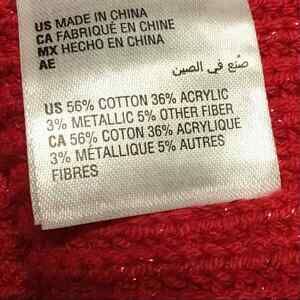 US MADE IN CHINA
CA FABRIQUÉ EN CHINE
MX HECHO EN CHINA
AE
صنع في الصين
US 56% COTTON 36% ACRYLIC
3% METALLIC 5% OTHER FIBER
CA 56% COTON 36% ACRYLIQUE
3% MÉTALLIQUE 5% AUTRES
FIBRES